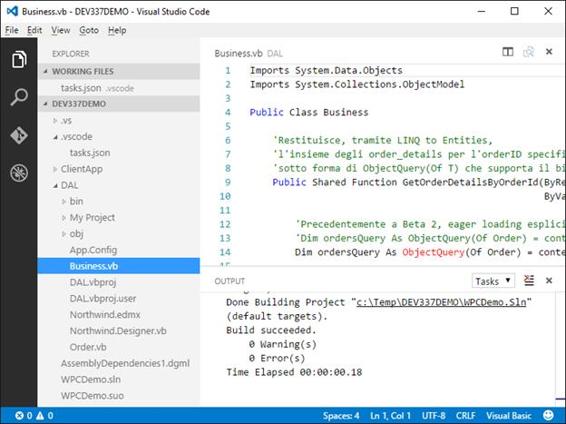 Business.vb - DEV337DEMO - Visual Studio Code
File Edit View Goto Help
EXPLORER
WORKING FILES
tasks.json .vscode
DEV337DEMO
.vs
.vscode
tasks.json
ClientApp
DAL
bin
My Project
obj
App.Config
Business.vb
DAL.vbproj
DAL.vbproj.user
Northwind.edmx
Northwind.Designer.vb
Order.vb
AssemblyDependencies1.dgml
WPCDemo.sln
WPCDemo.suo
Business.vb DAL
1 Imports System.Data.Objects
2 Imports System.Collections.ObjectModel
3
4 Public Class Business
5
6 'Restituisce, tramite LINQ to Entities,
7 'l'insieme degli order_details per l'orderID specifi
8 'sotto forma di ObjectQuery(Of T) che supporta il bi
9 Public Shared Function GetOrderDetailsByOrderId(ByRe
10 ByVa
11
12 'Precedentemente a Beta 2, eager loading esplici
13 'Dim ordersQuery As ObjectQuery(Of Order) = cont
14 Dim ordersQuery As ObjectQuery(Of Order) = conte
OUTPUT
Tasks
Done Building Project "c:\Temp\DEV337DEMO\WPCDemo.Sln"
(default targets).
Build succeeded.
0 Warning(s)
0 Error(s)
Time Elapsed 00:00:00.18
0 0
Spaces: 4 Ln 1, Col 1 UTF-8 CRLF Visual Basic